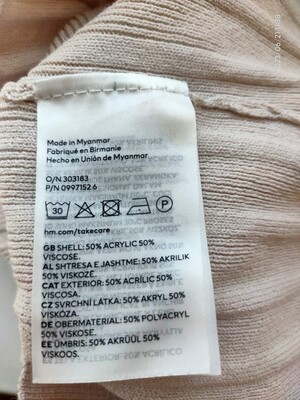 Made in Myanmar
Fabriqué en Birmanie
Hecho en Unión de Myanmar
O/N 303183
P/N 0997152 6
30
P
hm.com/takecare
GB SHELL: 50% ACRYLIC 50%
VISCOSE.
AL SHTRESA E JASHTME: 50% AKRILIK
50% VISKOZË.
CAT EXTERIOR: 50% ACRÍLIC 50%
VISCOSA.
CZ SVRCHNÍ LÁTKA: 50% AKRYL 50%
VISKÓZA.
DE OBERMATERIAL: 50% POLYACRYL
50% VISKOSE.
EE ÜMBRIS: 50% AKRÜÜL 50%
VISKOOS.